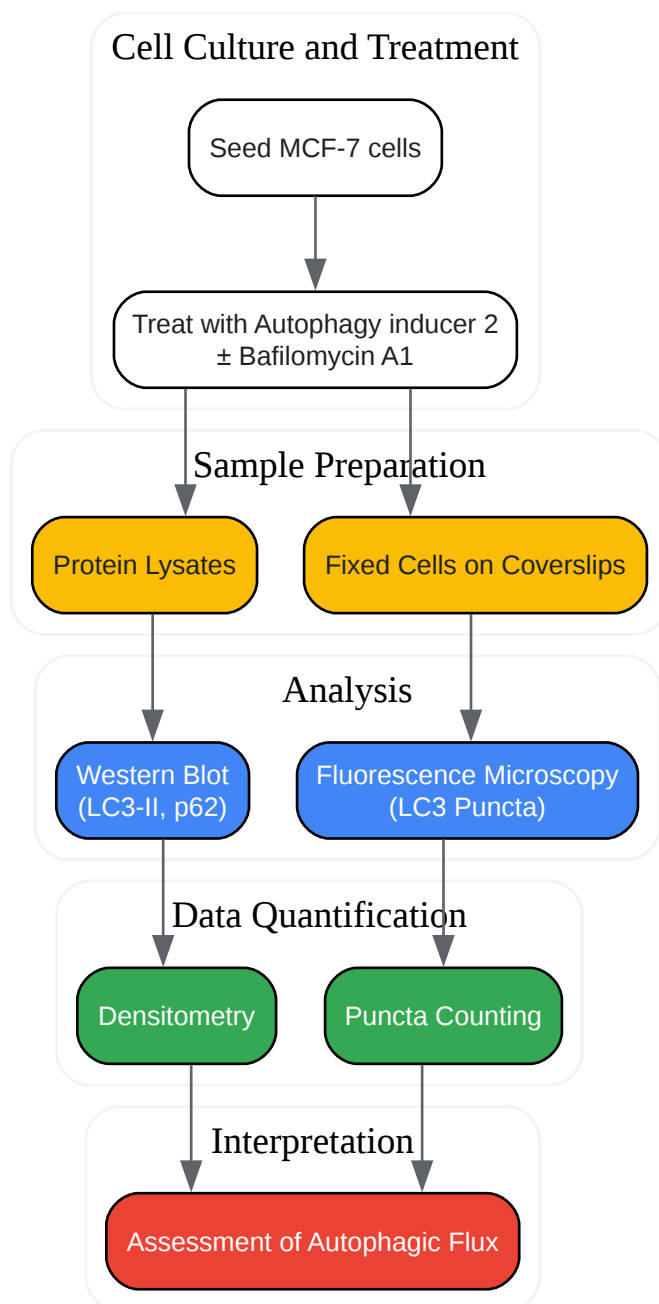 Cell Culture and Treatment
Seed MCF-7 cells
Treat with Autophagy inducer 2
± Bafilomycin A1
Sample Preparation
Protein Lysates
Fixed Cells on Coverslips
Analysis
Western Blot
(LC3-II, p62)
Fluorescence Microscopy
(LC3 Puncta)
Data Quantification
Densitometry
Puncta Counting
Interpretation
Assessment of Autophagic Flux